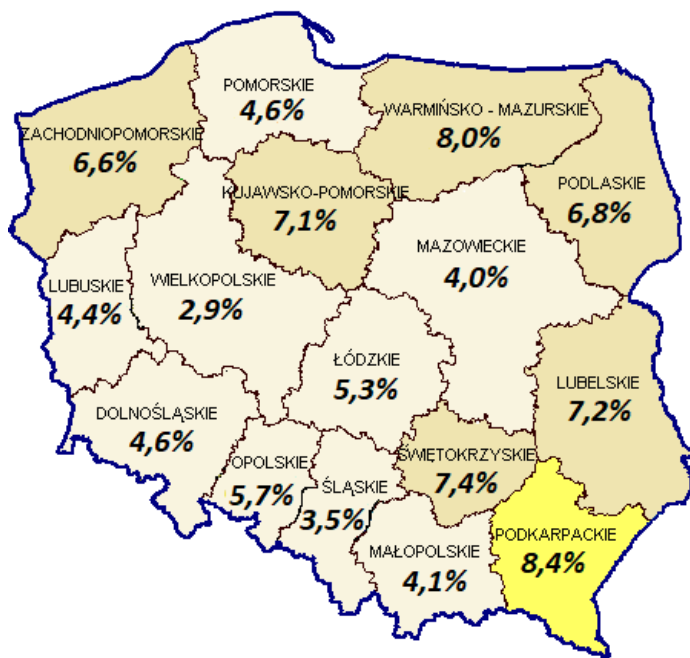 POMORSKIE
4,6%
WARMIŃSKO - MAZURSKIE
8,0%
ZACHODNIOPOMORSKIE
6,6%
KUJAWSKO-POMORSKIE
7,1%
PODLASKIE
6,8%
MAZOWIECKIE
4,0%
LUBUSKIE
4,4%
WIELKOPOLSKIE
2,9%
ŁÓDZKIE
5,3%
LUBELSKIE
7,2%
DOLNOŚLĄSKIE
4,6%
OPOLSKIE
5,7%
ŚLĄSKIE
3,5%
ŚWIĘTOKRZYSKIE
7,4%
MAŁOPOLSKIE
4,1%
PODKARPACKIE
8,4%